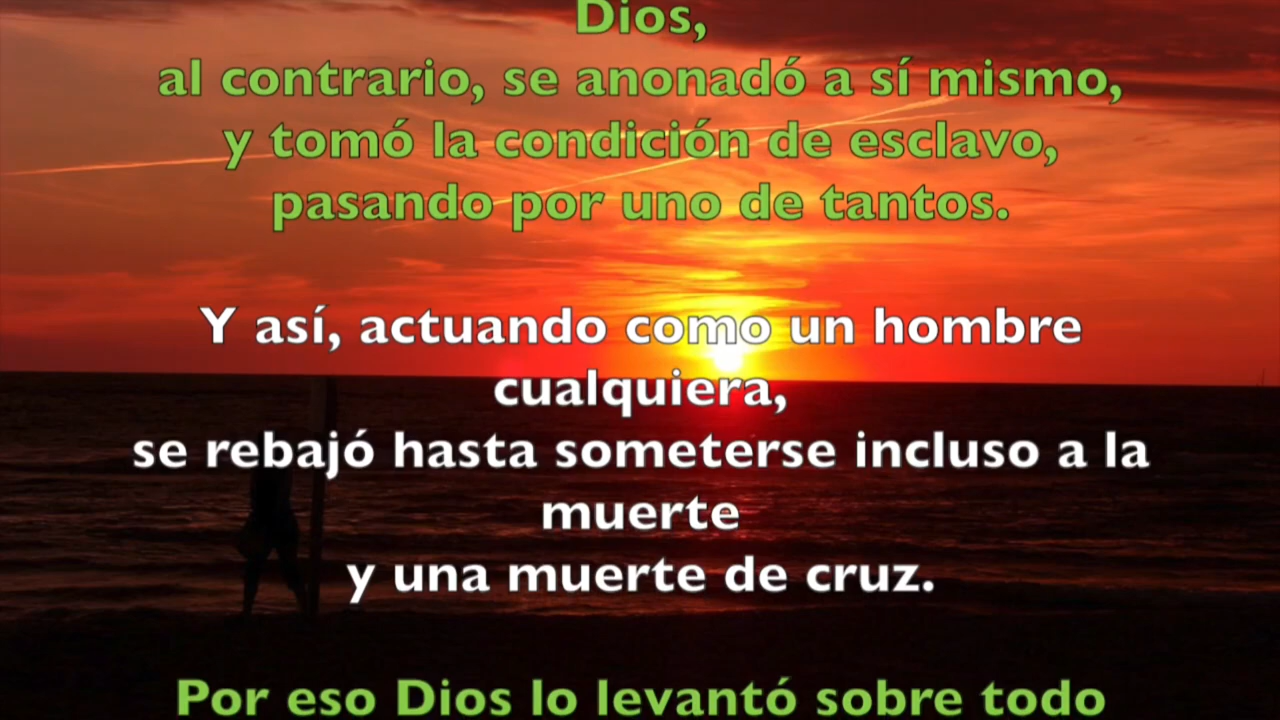 Dios,
al contrario, se anonadó a sí mismo,
y tomó la condición de esclavo,
pasando por uno de tantos.
Y así, actuando como un hombre
cualquiera,
se rebajó hasta someterse incluso a la
muerte
y una muerte de cruz.
Por eso Dios lo levantó sobre todo